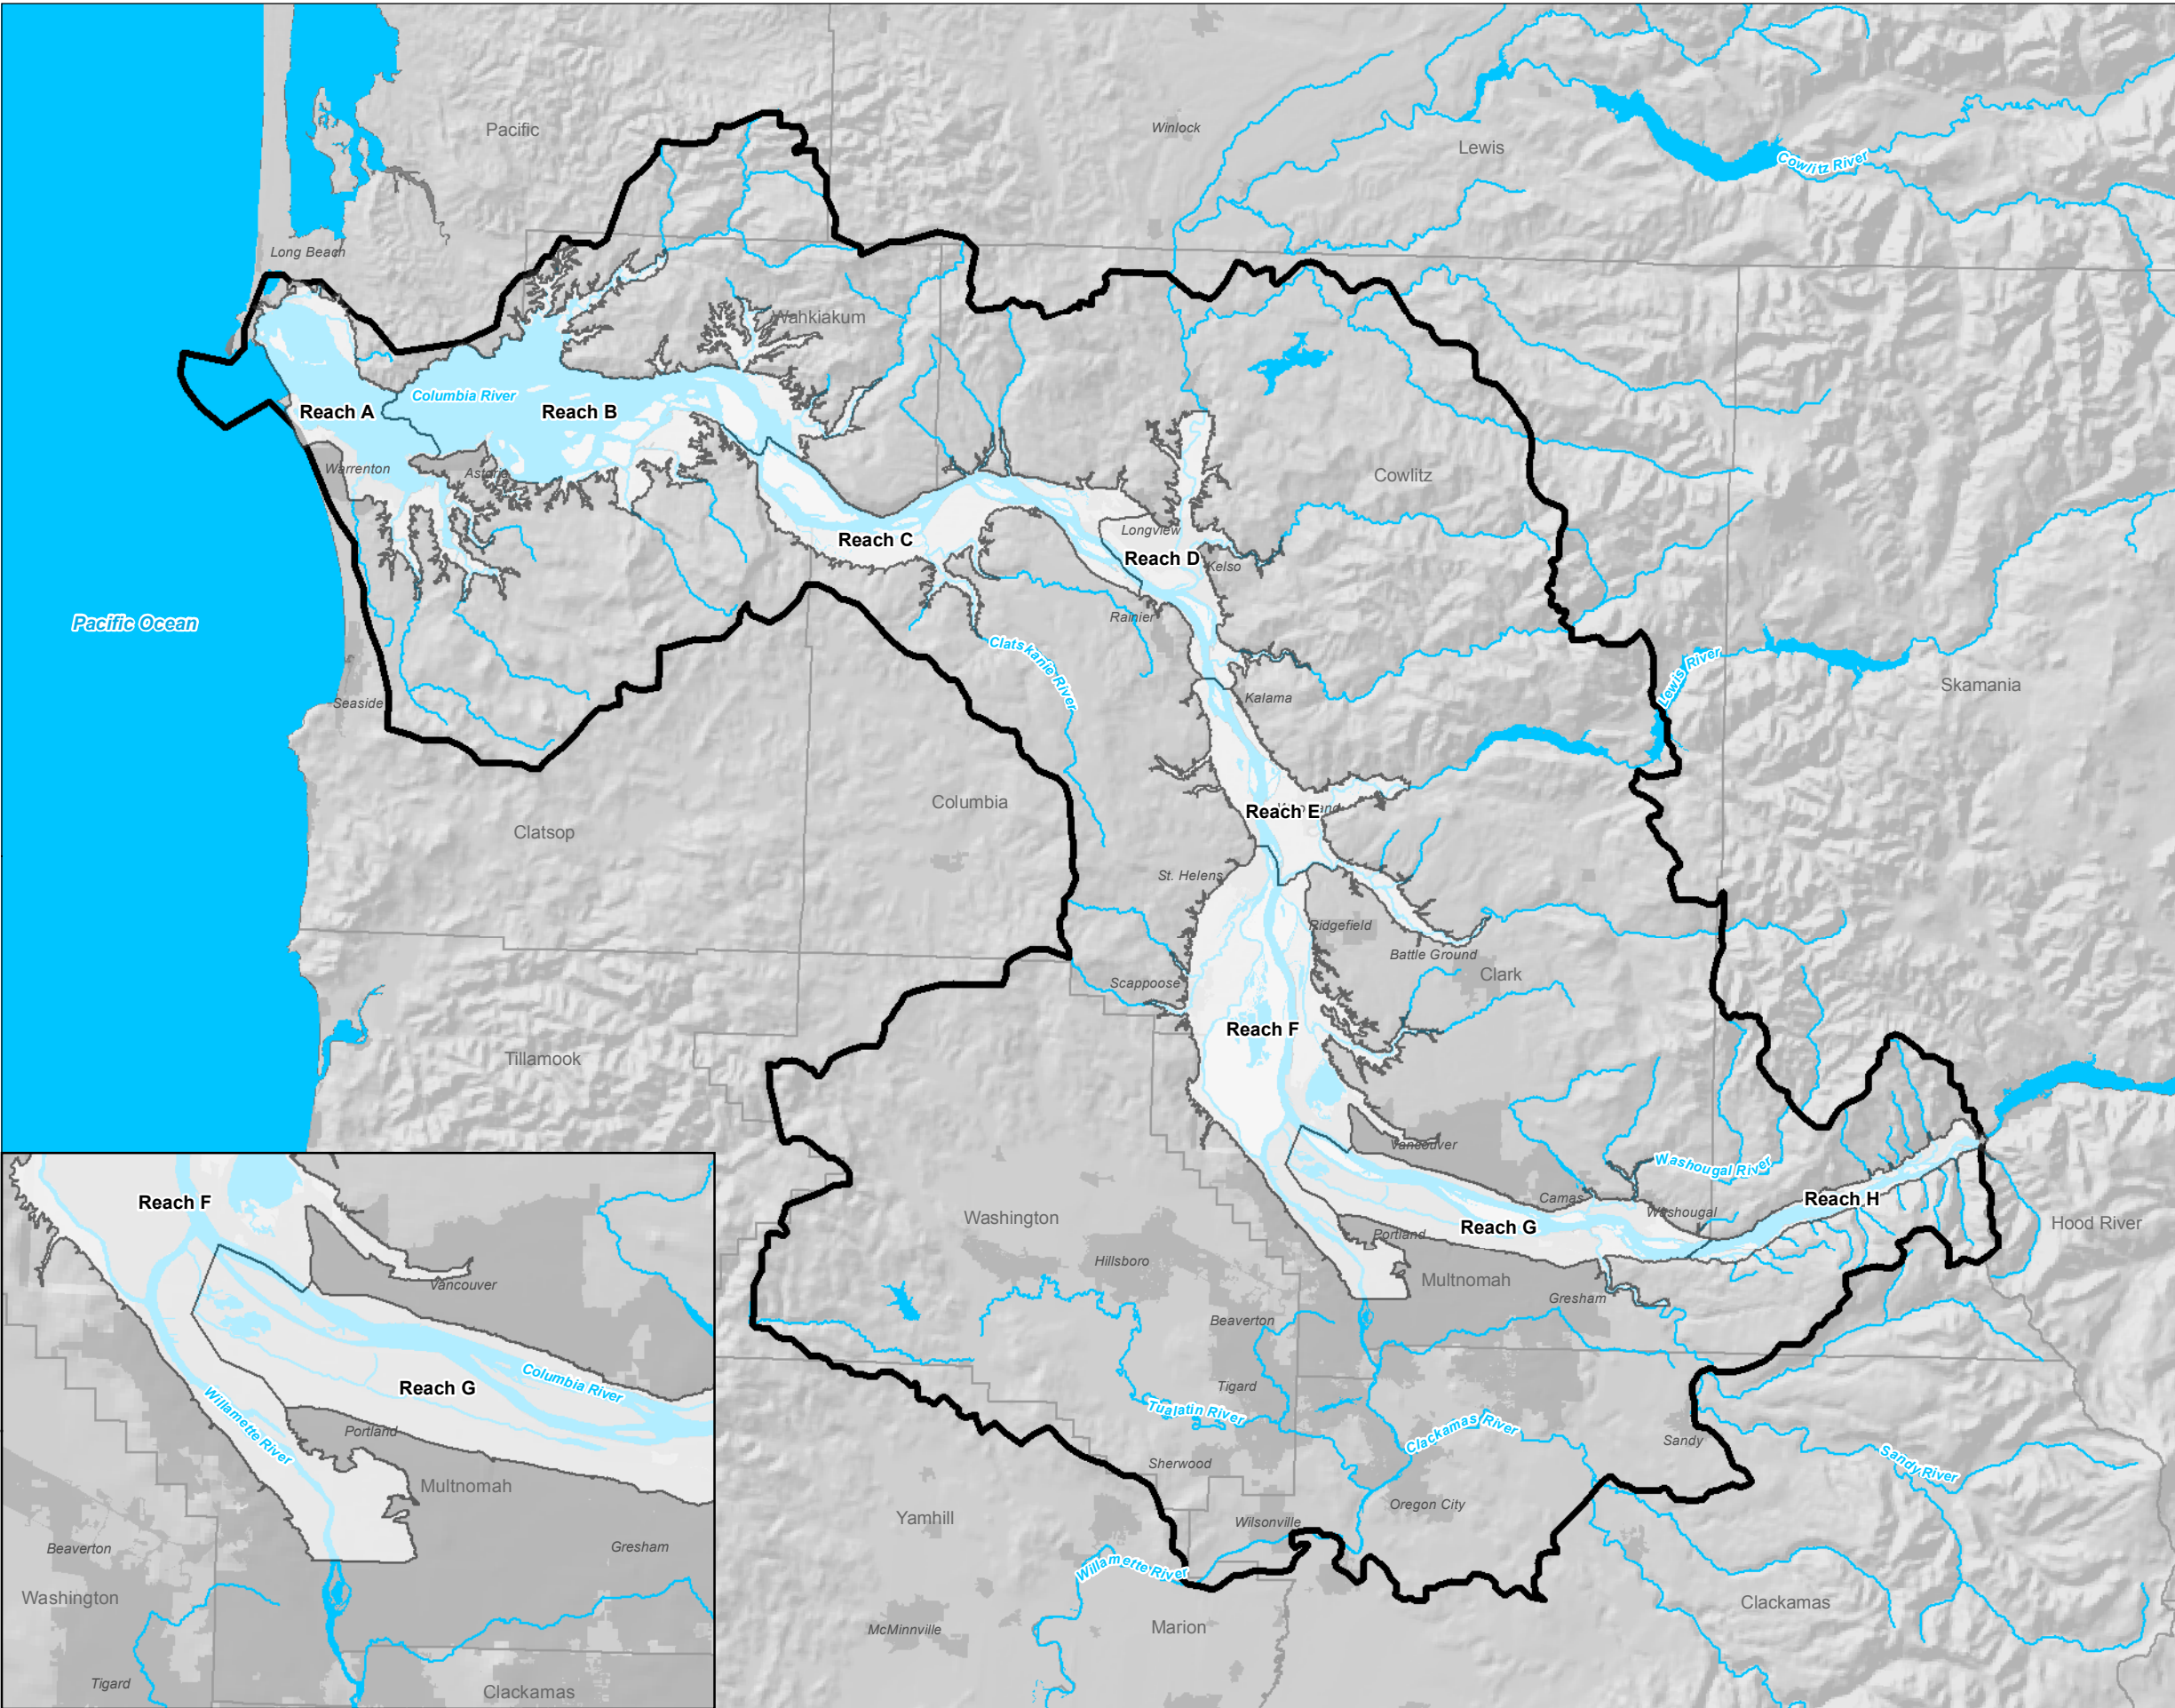 Pacific
Winlock
Lewis
Cowlitz River
Long Beach
Wahkiakum
Columbia River
Reach A
Reach B
Warrenton
Astoria
Cowlitz
Longview
Reach C
Reach D
Kelso
Pacific Ocean
Rainier
Clatskanie River
Lewis River
Skamania
Seaside
Kalama
Columbia
Reach E
Clatsop
St. Helens
Ridgefield
Battle Ground
Clark
Scappoose
Reach F
Tillamook
Vancouver
Washougal River
Camas
Reach H
Washougal
Washington
Reach G
Portland
Hood River
Hillsboro
Multnomah
Gresham
Beaverton
Tigard
Tualatin River
Clackamas River
Sandy
Sandy River
Sherwood
Oregon City
Yamhill
Wilsonville
Willamette River
McMinnville
Marion
Clackamas
Reach F
Vancouver
Columbia River
Reach G
Willamette River
Portland
Multnomah
Beaverton
Gresham
Washington
Tigard
Clackamas